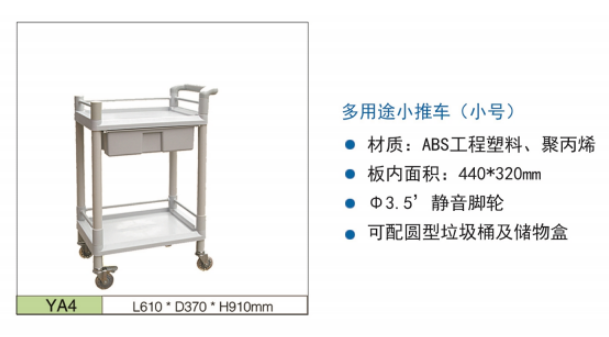 多用途小推车（小号）
● 材质：ABS工程塑料、聚丙烯
● 板内面积：440*320mm
● Φ3.5’静音脚轮
● 可配圆型垃圾桶及储物盒
YA4 L610 * D370 * H910mm